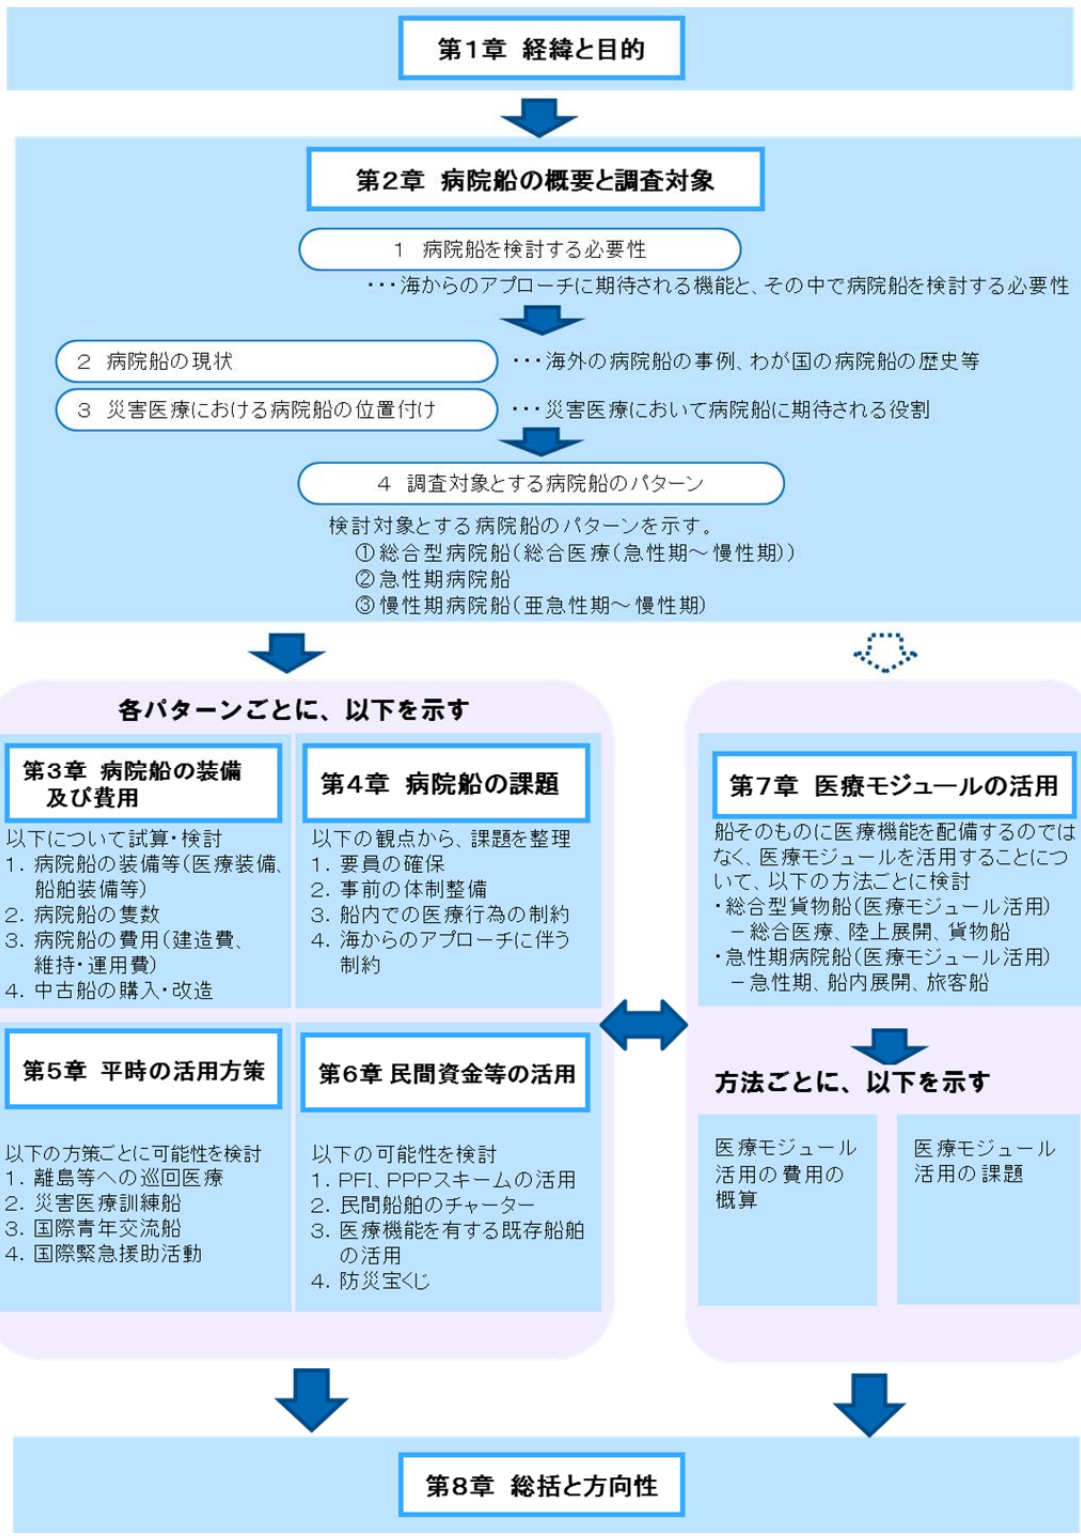 第1章 経緯と目的
第2章 病院船の概要と調査対象
1 病院船を検討する必要性
・・・海からのアプローチに期待される機能と、その中で病院船を検討する必要性
2 病院船の現状
・・・海外の病院船の事例、わが国の病院船の歴史等
3 災害医療における病院船の位置付け
・・・災害医療において病院船に期待される役割
4 調査対象とする病院船のパターン
検討対象とする病院船のパターンを示す。
①総合型病院船(総合医療(急性期～慢性期))
②急性期病院船
③慢性期病院船(亜急性期～慢性期)
各パターンごとに、以下を示す
第3章 病院船の装備
及び費用
以下について試算・検討
1. 病院船の装備等(医療装備、
船舶装備等)
2. 病院船の隻数
3. 病院船の費用(建造費、
維持・運用費)
4. 中古船の購入・改造
第4章 病院船の課題
以下の観点から、課題を整理
1. 要員の確保
2. 事前の体制整備
3. 船内での医療行為の制約
4. 海からのアプローチに伴う
制約
第5章 平時の活用方策
以下の方策ごとに可能性を検討
1. 離島等への巡回医療
2. 災害医療訓練船
3. 国際青年交流船
4. 国際緊急援助活動
第6章 民間資金等の活用
以下の可能性を検討
1. PFI、PPPスキームの活用
2. 民間船舶のチャーター
3. 医療機能を有する既存船舶
の活用
4. 防災宝くじ
第7章 医療モジュールの活用
船そのものに医療機能を配備するのでは
なく、医療モジュールを活用することにつ
いて、以下の方法ごとに検討
・総合型貨物船(医療モジュール活用)
－総合医療、陸上展開、貨物船
・急性期病院船(医療モジュール活用)
－急性期、船内展開、旅客船
方法ごとに、以下を示す
医療モジュール
活用の費用の
概算
医療モジュール
活用の課題
第8章 総括と方向性